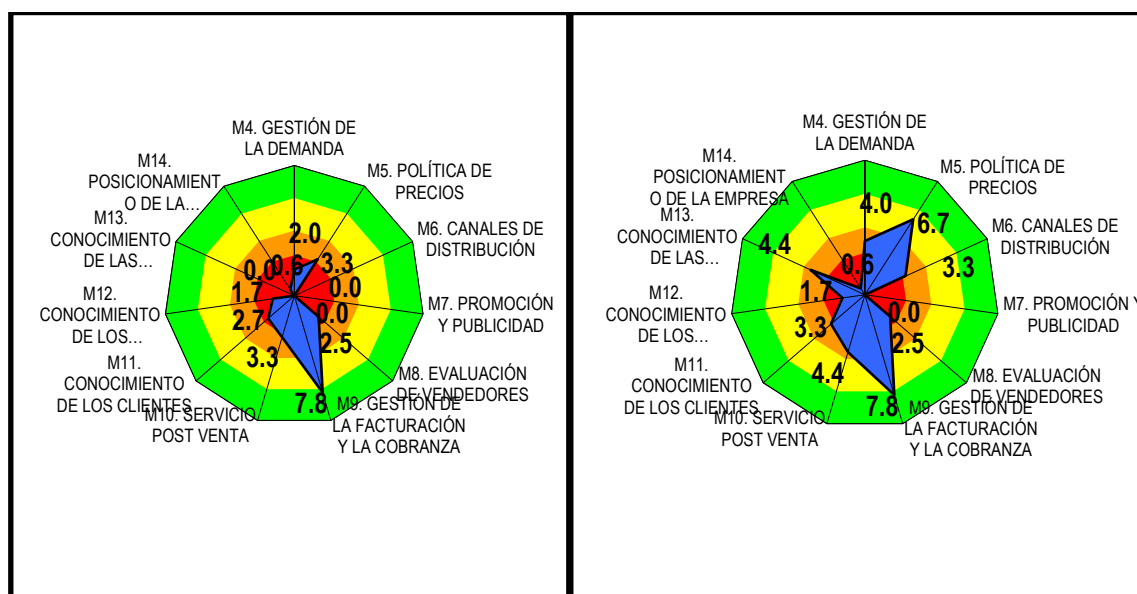 M4. GESTIÓN DE
LA DEMANDA
M5. POLÍTICA DE
PRECIOS
M6. CANALES DE
DISTRIBUCIÓN
M7. PROMOCIÓN
Y PUBLICIDAD
M8. EVALUACIÓN
DE VENDEDORES
M9. GESTIÓN DE
LA FACTURACIÓN
Y LA COBRANZA
M10. SERVICIO
POST VENTA
M11.
CONOCIMIENTO
DE LOS CLIENTES
M12.
CONOCIMIENTO
DE LOS...
M13.
CONOCIMIENTO
DE LAS...
M14.
POSICIONAMIENT
O DE LA...
2.0
3.3
0.0
0.0
2.5
7.8
3.3
2.7
1.7
0.0
0.6
M4. GESTIÓN DE
LA DEMANDA
M5. POLÍTICA DE
PRECIOS
M6. CANALES DE
DISTRIBUCIÓN
M7. PROMOCIÓN Y
PUBLICIDAD
M8. EVALUACIÓN
DE VENDEDORES
M9. GESTIÓN DE
LA FACTURACIÓN
Y LA COBRANZA
M10. SERVICIO
POST VENTA
M11.
CONOCIMIENTO
DE LOS CLIENTES
M12.
CONOCIMIENTO
DE LOS...
M13.
CONOCIMIENTO
DE LAS...
M14.
POSICIONAMIENT
O DE LA EMPRESA
4.0
6.7
3.3
0.0
2.5
7.8
4.4
3.3
1.7
4.4
0.6